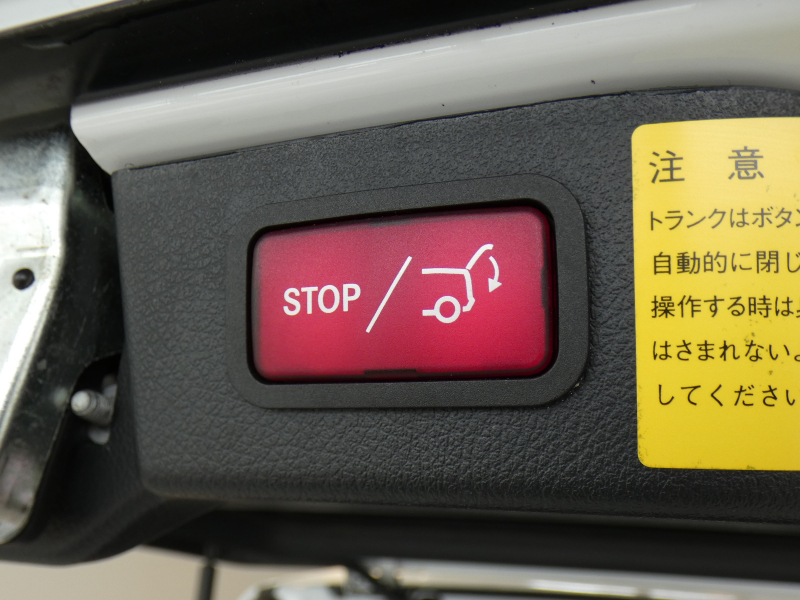 STOP
注意
トランクはボタン
自動的に閉じ
操作する時は
はさまれない
してください